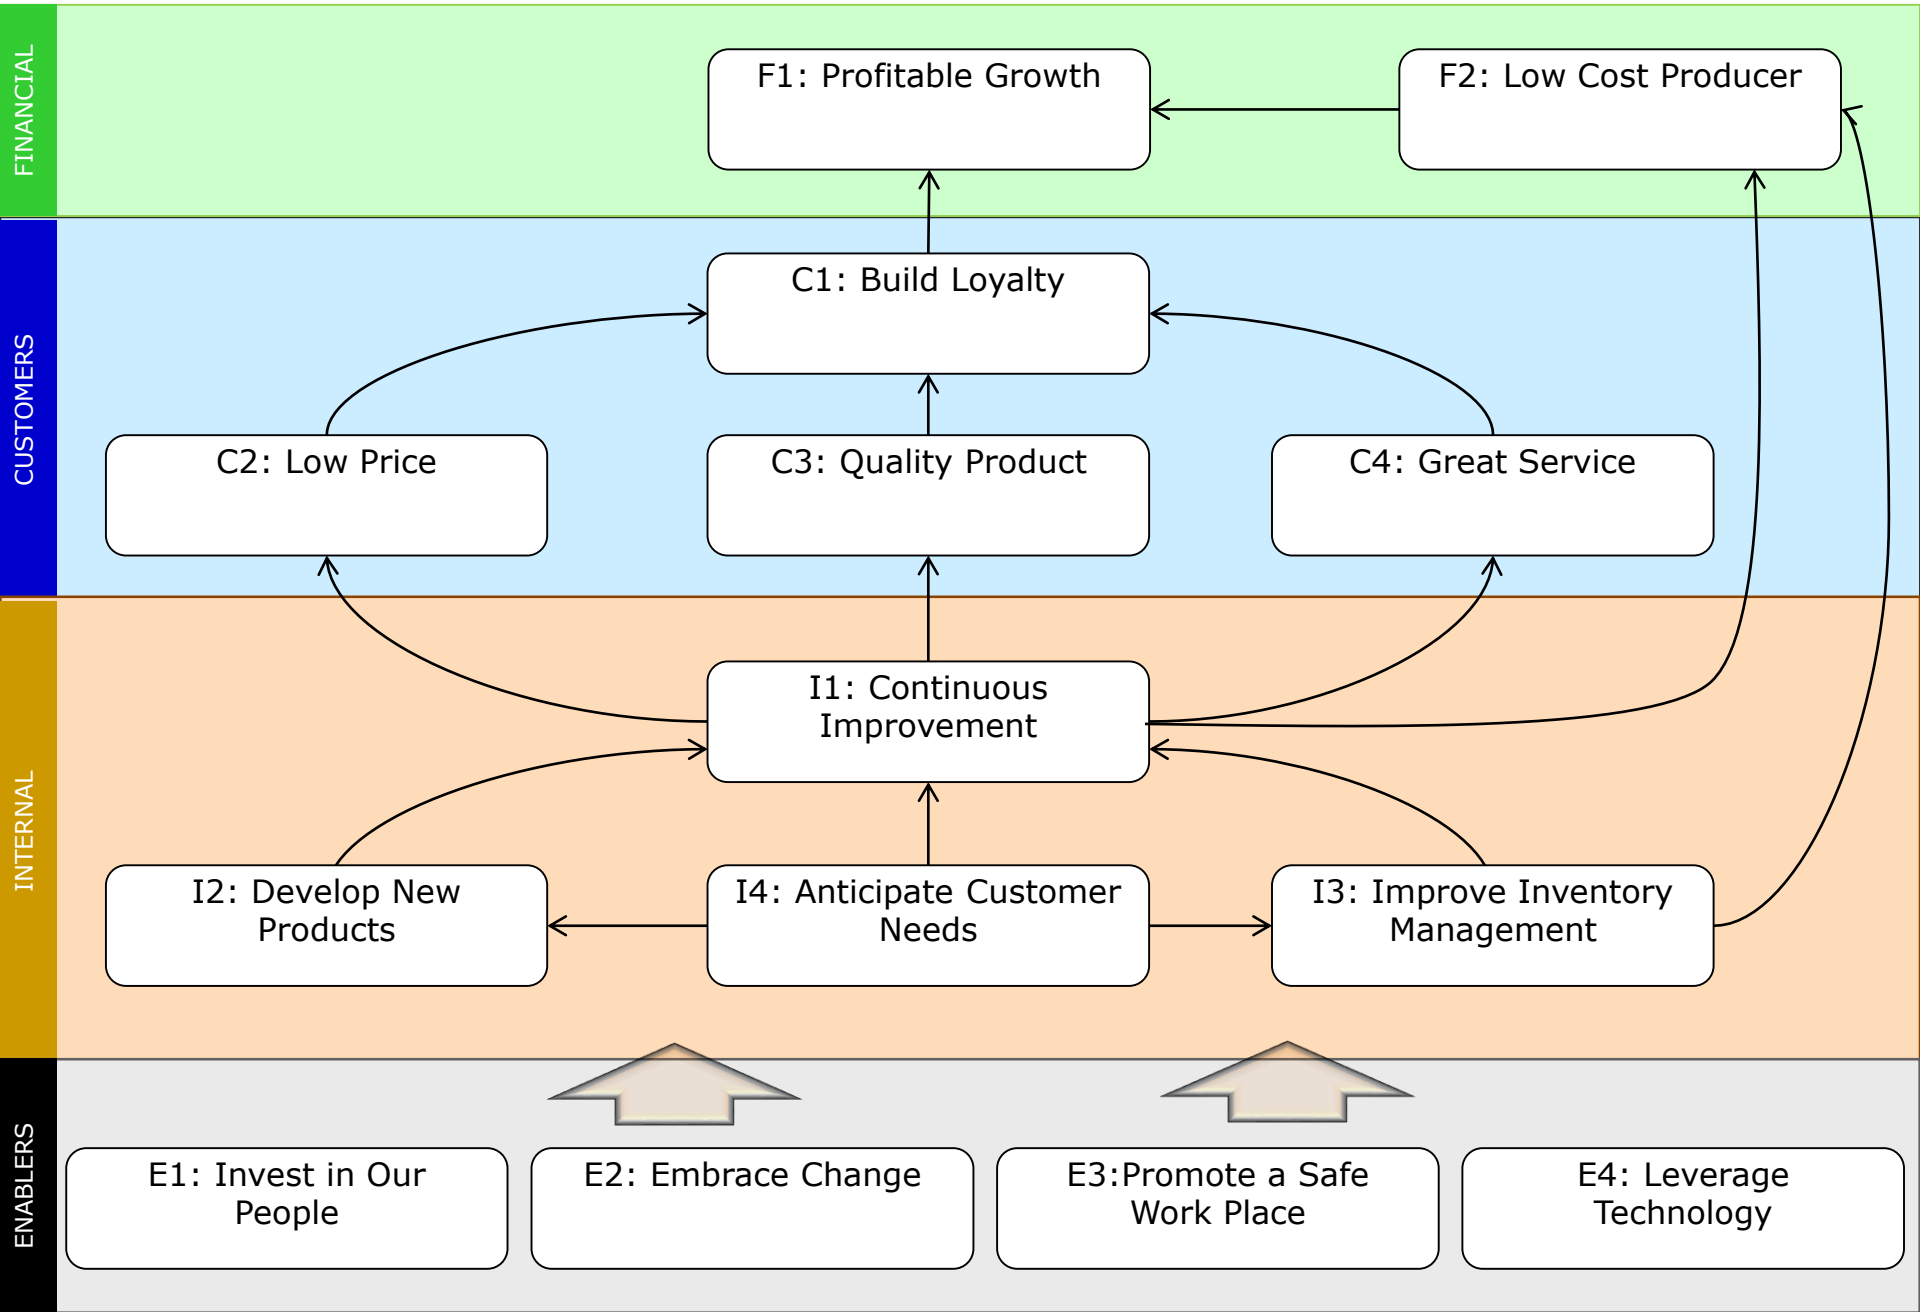 FINANCIAL
F1: Profitable Growth
F2: Low Cost Producer
CUSTOMERS
C1: Build Loyalty
C2: Low Price
C3: Quality Product
C4: Great Service
INTERNAL
I1: Continuous
Improvement
I2: Develop New
Products
I4: Anticipate Customer
Needs
I3: Improve Inventory
Management
ENABLERS
E1: Invest in Our
People
E2: Embrace Change
E3:Promote a Safe
Work Place
E4: Leverage
Technology